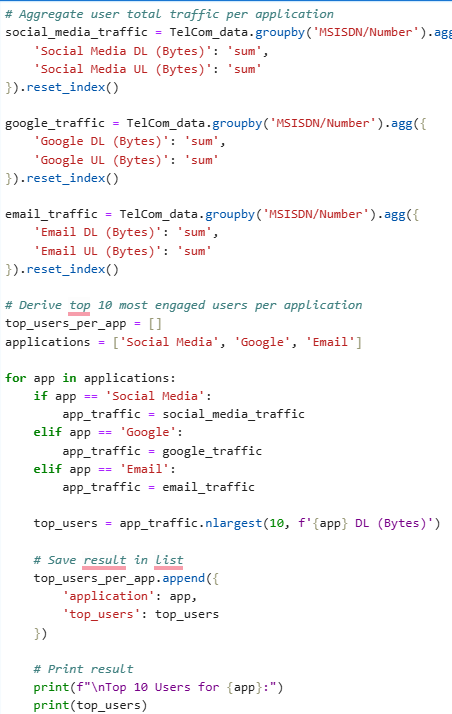 # Aggregate user total traffic per application
social_media_traffic = TelCom_data.groupby('MSISDN/Number').agg
    'Social Media DL (Bytes)': 'sum',
    'Social Media UL (Bytes)': 'sum'
}).reset_index()

google_traffic = TelCom_data.groupby('MSISDN/Number').agg({
    'Google DL (Bytes)': 'sum',
    'Google UL (Bytes)': 'sum'
}).reset_index()

email_traffic = TelCom_data.groupby('MSISDN/Number').agg({
    'Email DL (Bytes)': 'sum',
    'Email UL (Bytes)': 'sum'
}).reset_index()

# Derive top 10 most engaged users per application
top_users_per_app = []
applications = ['Social Media', 'Google', 'Email']

for app in applications:
    if app == 'Social Media':
        app_traffic = social_media_traffic
    elif app == 'Google':
        app_traffic = google_traffic
    elif app == 'Email':
        app_traffic = email_traffic

    top_users = app_traffic.nlargest(10, f'{app} DL (Bytes)')

    # Save result in list
    top_users_per_app.append({
        'application': app,
        'top_users': top_users
    })

    # Print result
    print(f"\nTop 10 Users for {app}:")
    print(top_users)